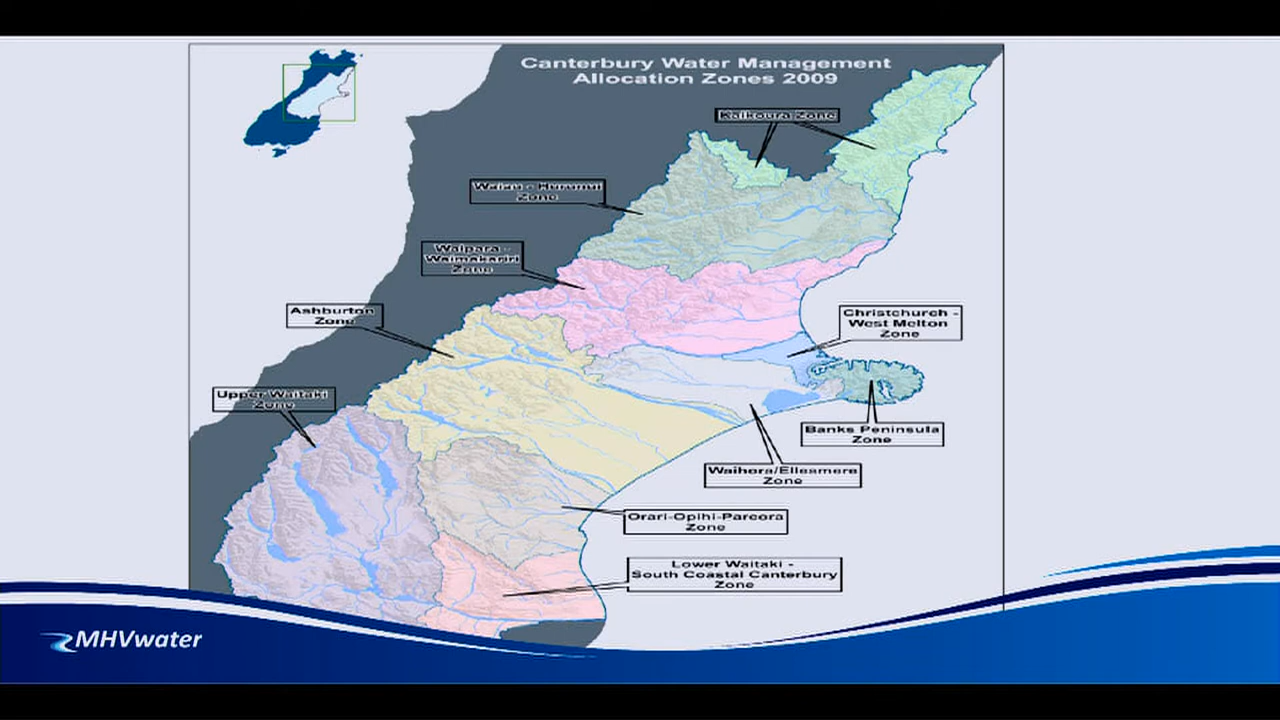 Canterbury Water Management
Allocation Zones 2009
Kaikoura Zone
Waiau - Hurunui
Zone
Waipara -
Waimakariri
Zone
Ashburton
Zone
Christchurch -
West Melton
Zone
Upper Waitaki
Zone
Banks Peninsula
Zone
Waihora/Ellesmere
Zone
Orari-Opihi-Pareora
Zone
Lower Waitaki -
South Coastal Canterbury
Zone
MHVwater